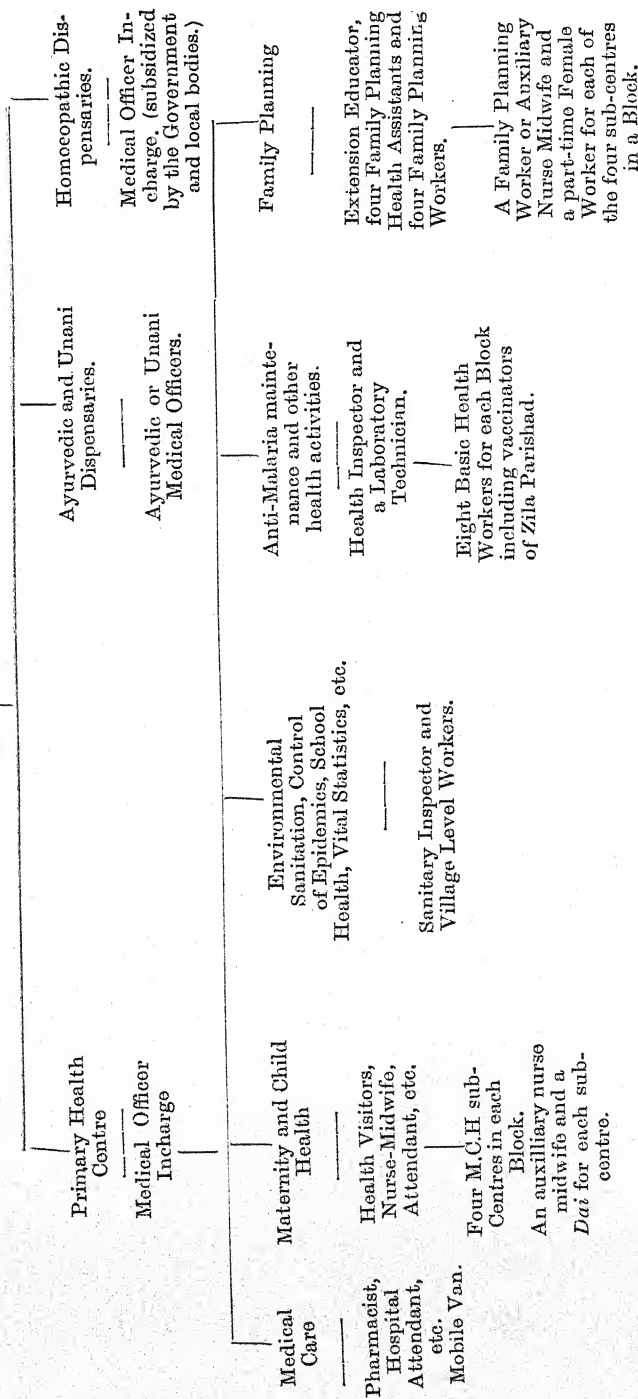 Primary Health
Centre
Medical Officer
Incharge
Ayurvedic and Unani
Dispensaries.
Ayurvedic or Unani
Medical Officers.
Homoeopathic Dis-
pensaries.
Medical Officer In-
charge. (subsidized
by the Government
and local bodies.)
Medical
Care
Pharmacist,
Hospital
Attendant,
etc.
Mobile Van.
Maternity and Child
Health
Health Visitors,
Nurse-Midwife,
Attendant, etc.
Four M.C.H sub-
Centres in each
Block.
An auxilliary nurse
midwife and a
Dai for each sub-
centre.
Environmental
Sanitation, Control
of Epidemics, School
Health, Vital Statistics, etc.
Sanitary Inspector and
Village Level Workers.
Anti-Malaria mainte-
nance and other
health activities.
Health Inspector and
a Laboratory
Technician.
Eight Basic Health
Workers for each Block
including vaccinators
of Zila Parishad.
Family Planning
Extension Educator,
four Family Planning
Health Assistants and
four Family Planning
Workers.
A Family Planning
Worker or Auxiliary
Nurse Midwife and
a part-time Female
Worker for each of
the four sub-centres
in a Block.